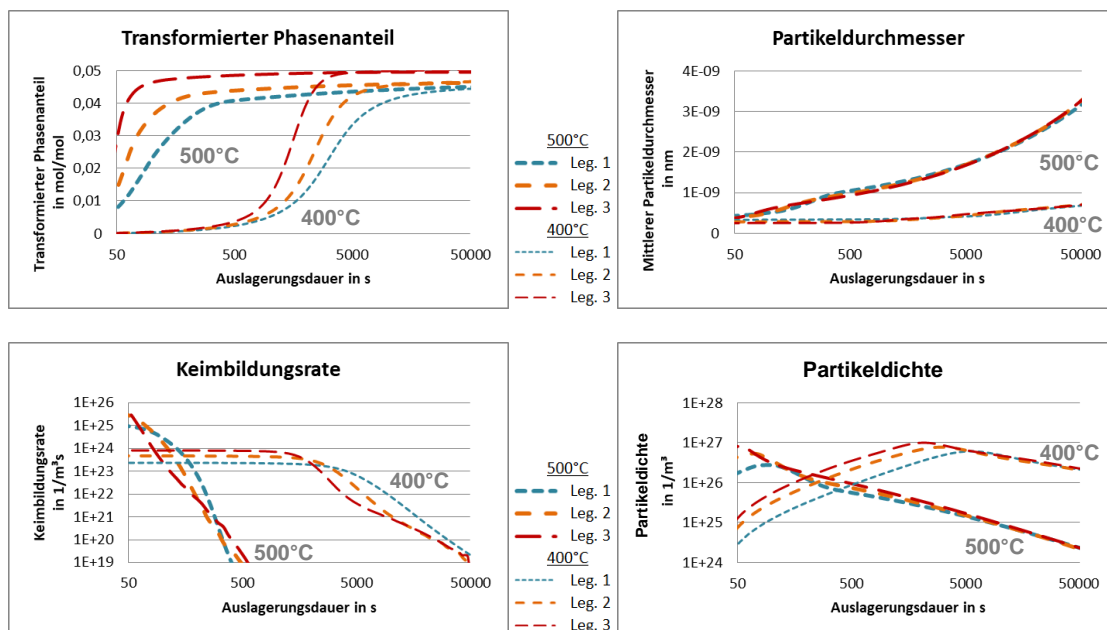 Transformierter Phasenanteil
Transformierter Phasenanteil
in mol/mol
0,05
0,04
0,03
0,02
0,01
0
500°C
400°C
50
500
5000
50000
Auslagerungsdauer in s
500°C
Leg. 1
Leg. 2
Leg. 3
400°C
Leg. 1
Leg. 2
Leg. 3
Partikeldurchmesser
Mittlerer Partikeldurchmesser
in nm
4E-09
3E-09
2E-09
1E-09
0
500°C
400°C
50
500
5000
50000
Auslagerungsdauer in s
Keimbildungsrate
Keimbildungsrate
in 1/m³s
1E+26
1E+25
1E+24
1E+23
1E+22
1E+21
1E+20
1E+19
400°C
500°C
50
500
5000
50000
Auslagerungsdauer in s
500°C
Leg. 1
Leg. 2
Leg. 3
400°C
Leg. 1
Leg. 2
Leg. 3
Partikeldichte
Partikeldichte
in 1/m³
1E+28
1E+27
1E+26
1E+25
1E+24
400°C
500°C
50
500
5000
50000
Auslagerungsdauer in s